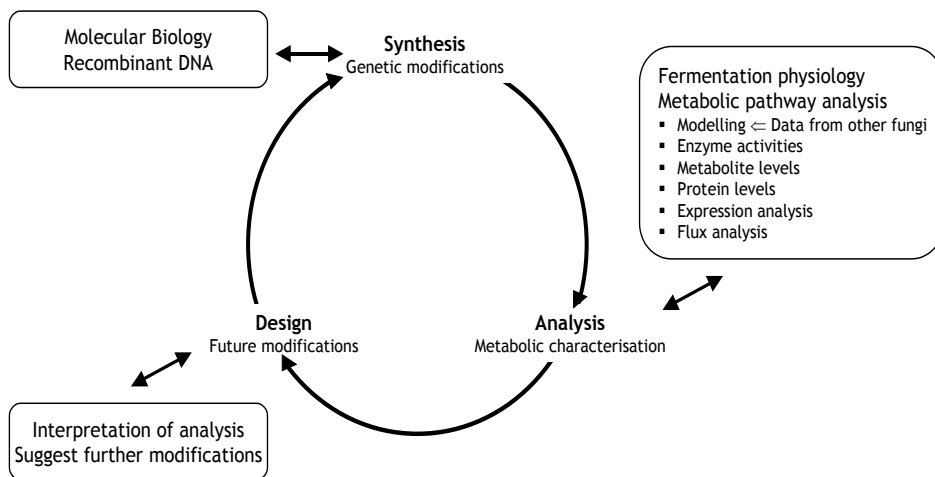 Molecular Biology
Recombinant DNA
Synthesis
Genetic modifications
Fermentation physiology
Metabolic pathway analysis
▪ Modelling ⇐ Data from other fungi
▪ Enzyme activities
▪ Metabolite levels
▪ Protein levels
▪ Expression analysis
▪ Flux analysis
Design
Future modifications
Analysis
Metabolic characterisation
Interpretation of analysis
Suggest further modifications